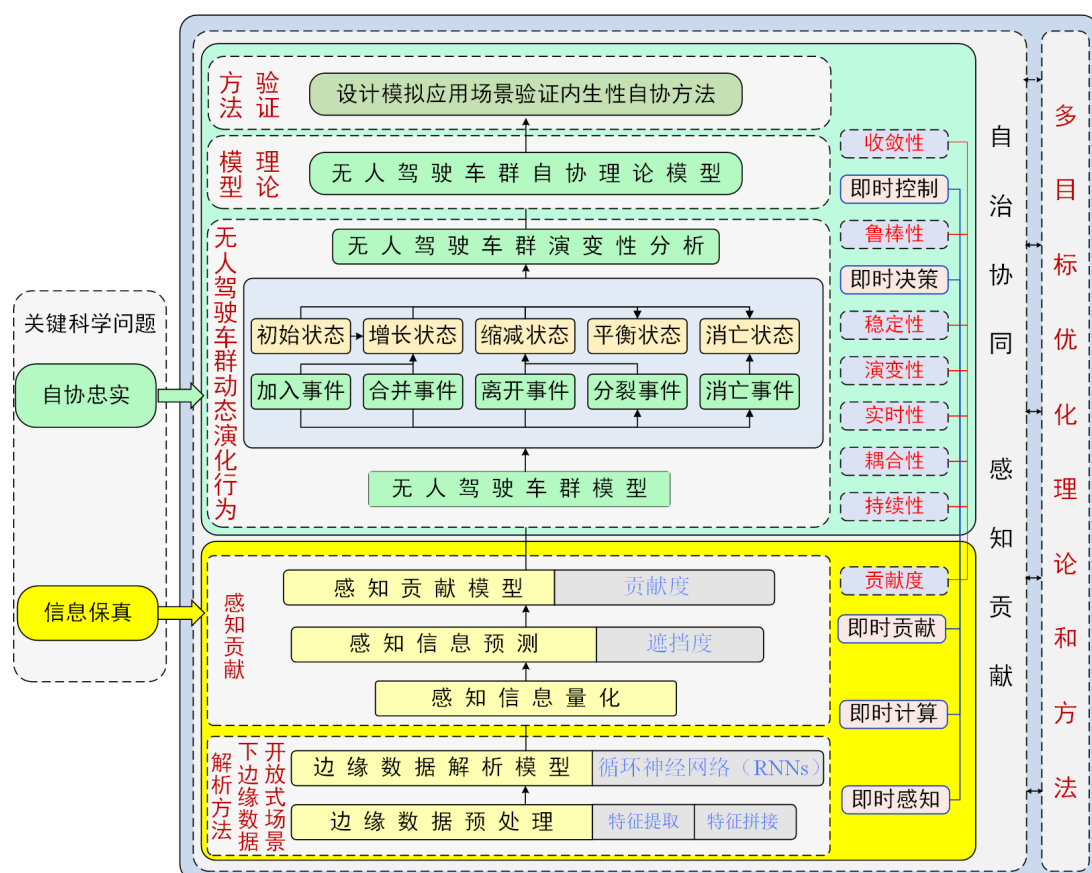 关键科学问题
自协忠实
信息保真
方法
验证
设计模拟应用场景验证内生性自协方法
模型
理论
无人驾驶车群自协理论模型
无人驾驶车群动态演化行为
无人驾驶车群演变性分析
初始状态
增长状态
缩减状态
平衡状态
消亡状态
加入事件
合并事件
离开事件
分裂事件
消亡事件
无人驾驶车群模型
感知贡献
感知贡献模型
贡献度
感知信息预测
遮挡度
感知信息量化
开放式场景
下边缘数据
解析方法
边缘数据解析模型
循环神经网络（RNNs）
边缘数据预处理
特征提取
特征拼接
收敛性
即时控制
鲁棒性
即时决策
稳定性
演变性
实时性
耦合性
持续性
贡献度
即时贡献
即时计算
即时感知
自治协同感知贡献
多目标优化理论和方法